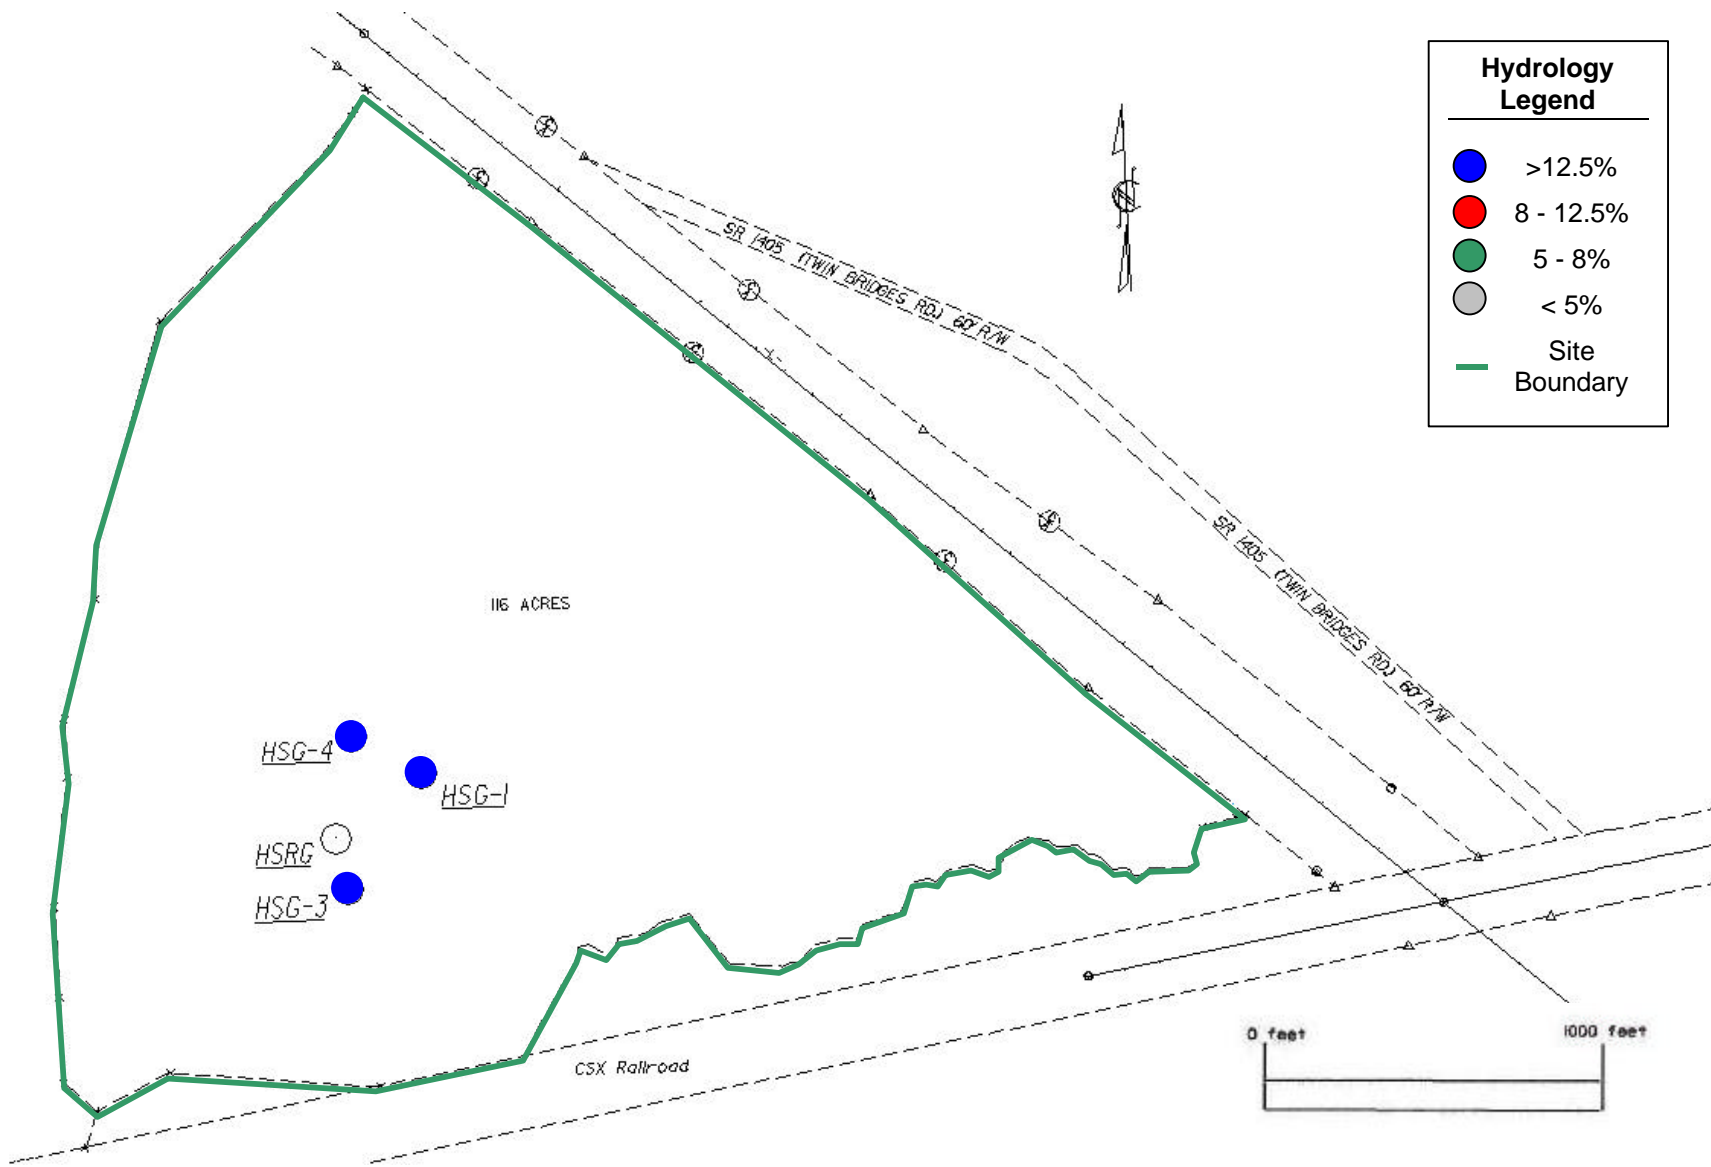 Hydrology
Legend
>12.5%
8 - 12.5%
5 - 8%
< 5%
Site
Boundary
SR 1405 (TWIN BRIDGES RD.) 60' R/W
SR 1405 (TWIN BRIDGES RD.) 60' R/W
116 ACRES
HSG-4
HSG-1
HSRG
HSG-3
CSX Railroad
0 feet
1000 feet